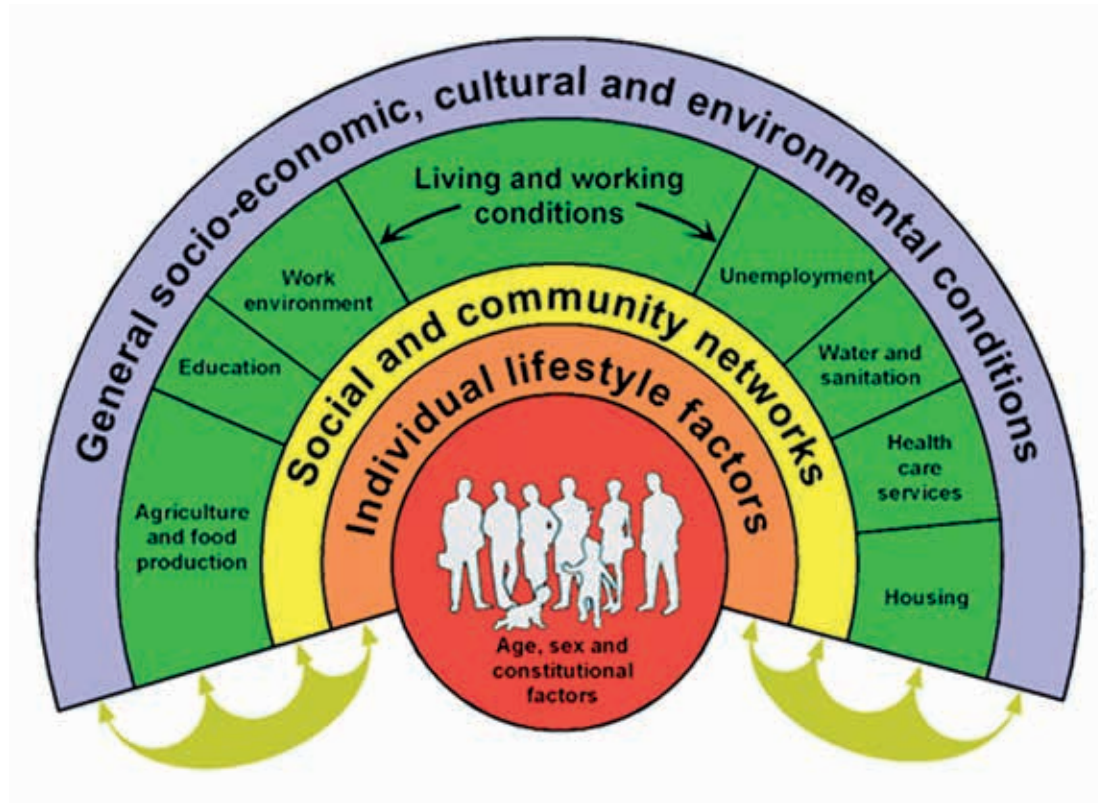 General socio-economic, cultural and environmental conditions
Living and working
conditions
Work
environment
Education
Agriculture
and food
production
Unemployment
Water and
sanitation
Health
care
services
Housing
Social and community networks
Individual lifestyle factors
Age, sex and
constitutional
factors